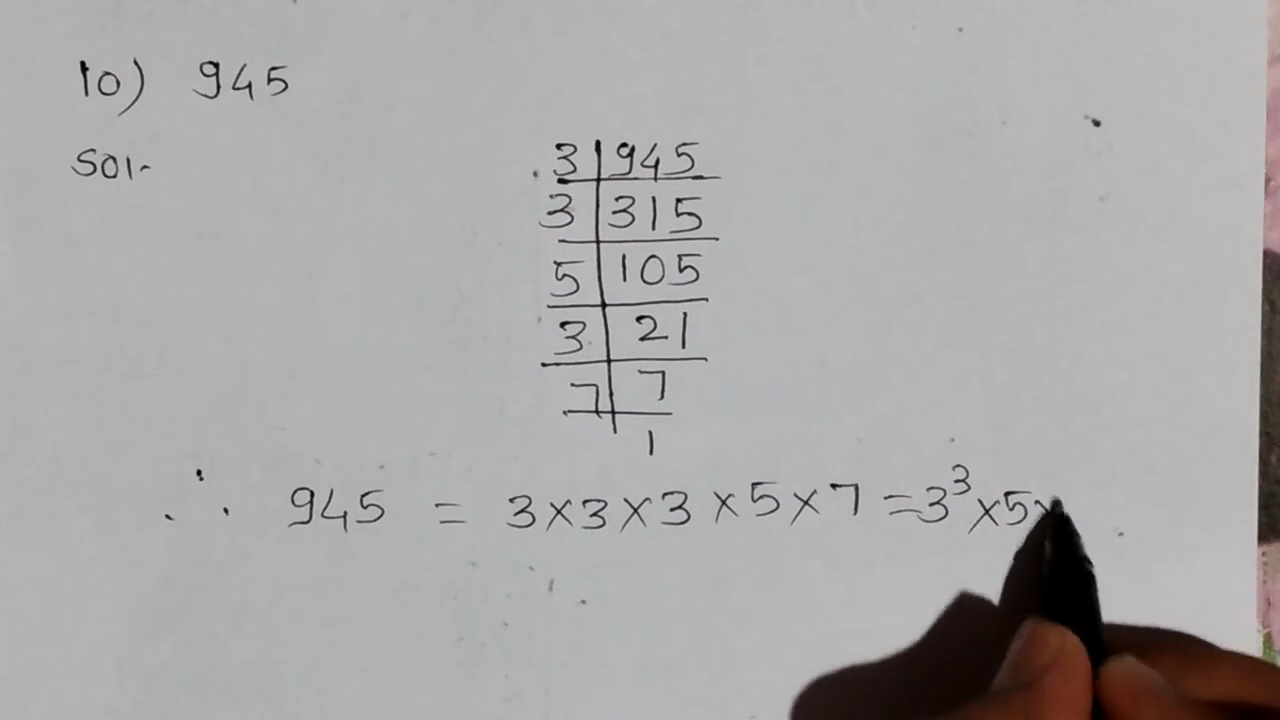 10) 945
Sol-
3 | 945
3 | 315
5 | 105
3 | 21
7 | 7
1
∴ 945 = 3×3×3×5×7 = 3³×5×